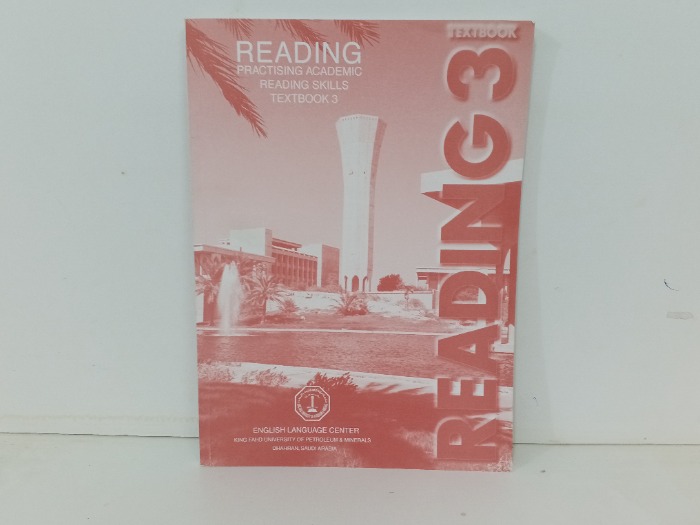 READING
PRACTISING ACADEMIC
READING SKILLS
TEXTBOOK 3
TEXTBOOK
READING 3
ENGLISH LANGUAGE CENTER
KING FAHD UNIVERSITY OF PETROLEUM & MINERALS
DHAHRAN, SAUDI ARABIA